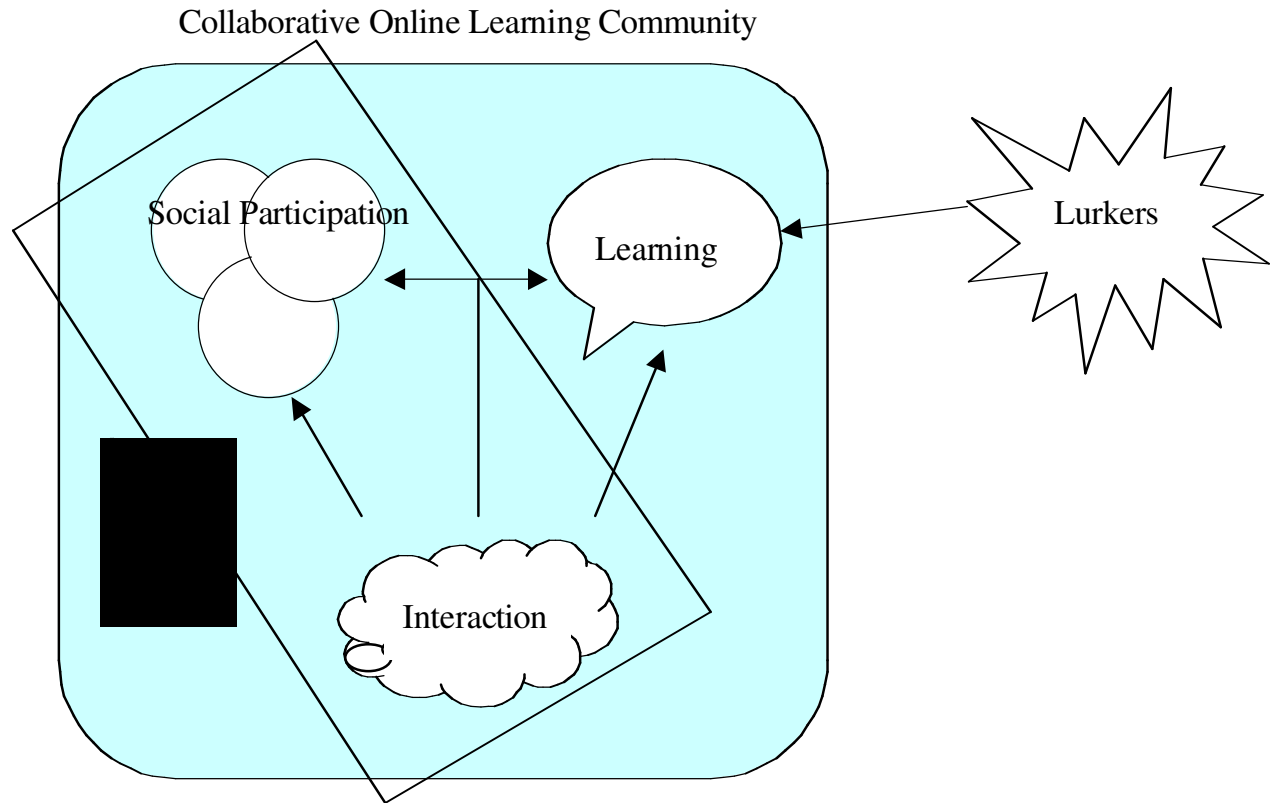 Collaborative Online Learning Community
Social Participation
Learning
Lurkers
Interaction